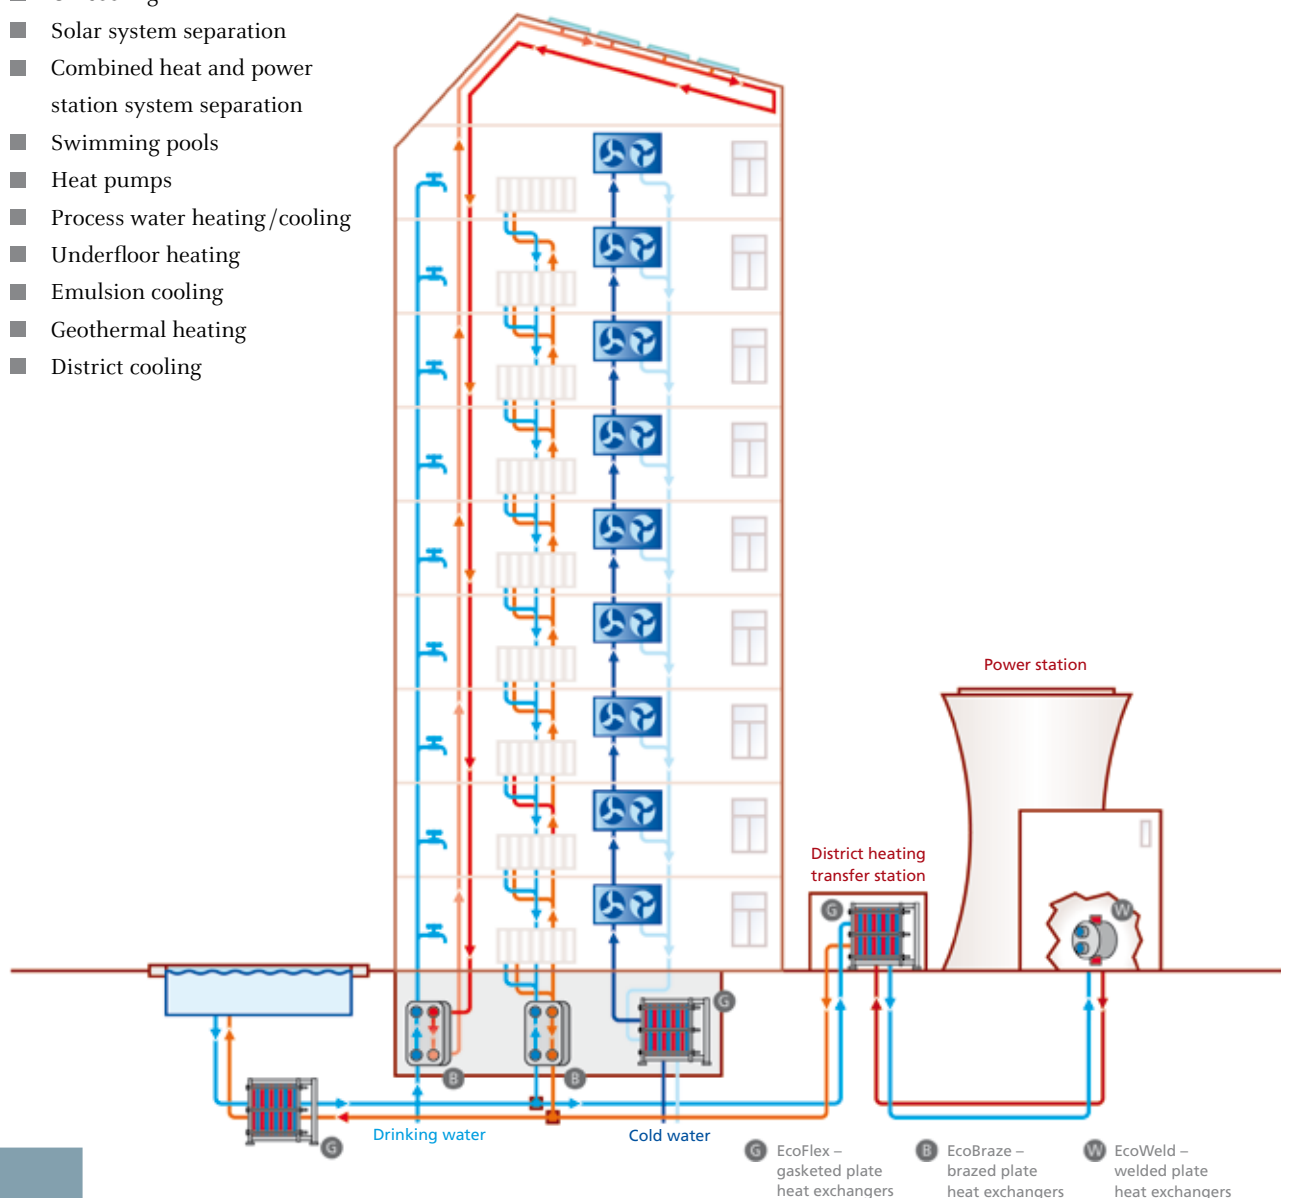 Solar system separation
Combined heat and power
station system separation
Swimming pools
Heat pumps
Process water heating/cooling
Underfloor heating
Emulsion cooling
Geothermal heating
District cooling
Power station
District heating
transfer station
G
W
G
B
B
G
Drinking water
Cold water
G EcoFlex –
gasketed plate
heat exchangers
B EcoBraze –
brazed plate
heat exchangers
W EcoWeld –
welded plate
heat exchangers